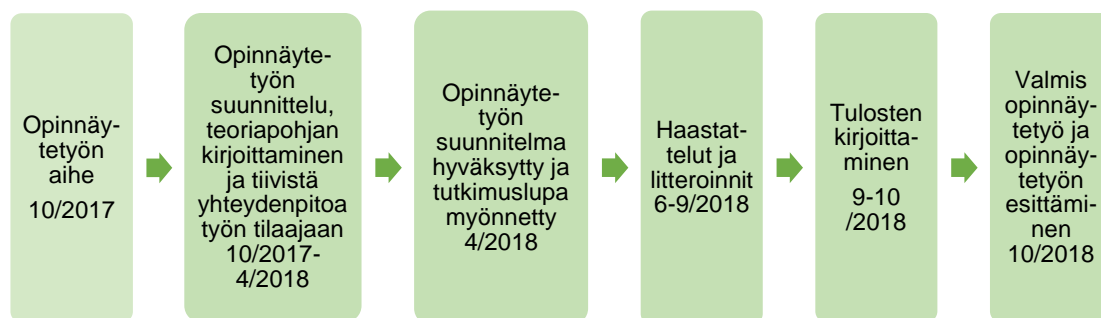 Opinnäy-
tetyön
aihe
10/2017
Opinnäyte-
työn
suunnittelu,
teoriapohjan
kirjoittaminen
ja tiivistä
yhteydenpitoa
työn tilaajaan
10/2017-
4/2018
Opinnäyte-
työn
suunnitelma
hyväksytty ja
tutkimuslupa
myönnetty
4/2018
Haastat-
telut ja
litteroinnit
6-9/2018
Tulosten
kirjoitta-
minen
9-10
/2018
Valmis
opinnäy-
tetyö ja
opinnäy-
tetyön
esittämi-
nen
10/2018